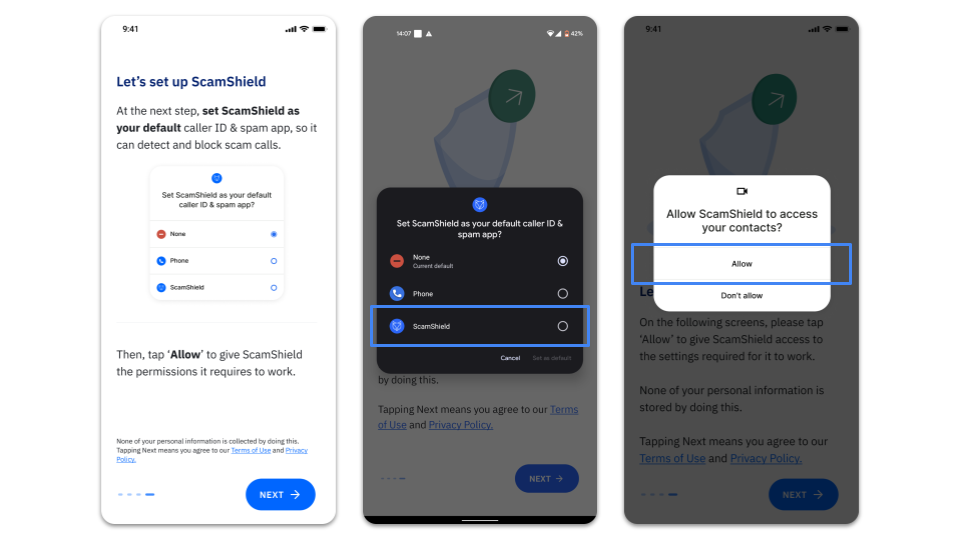 9:41
Let's set up ScamShield
At the next step, set ScamShield as
your default caller ID & spam app, so it
can detect and block scam calls.
Set ScamShield as your default
caller ID & spam app?
None
Phone
ScamShield
Then, tap ‘Allow’ to give ScamShield
the permissions it requires to work.
None of your personal information is collected by doing this.
Tapping Next means you agree to our Terms of Use and Privacy
Policy.
NEXT
14:07
42%
Set ScamShield as your default caller ID &
spam app?
None
Current default
Phone
ScamShield
Cancel
Set as default
by doing this.
Tapping Next means you agree to our Terms
of Use and Privacy Policy.
NEXT
9:41
Allow ScamShield to access
your contacts?
Allow
Don't allow
Le
On the following screens, please tap
‘Allow’ to give ScamShield access to
the settings required for it to work.
None of your personal information is
stored by doing this.
Tapping Next means you agree to our
Terms of Use and Privacy Policy.
NEXT